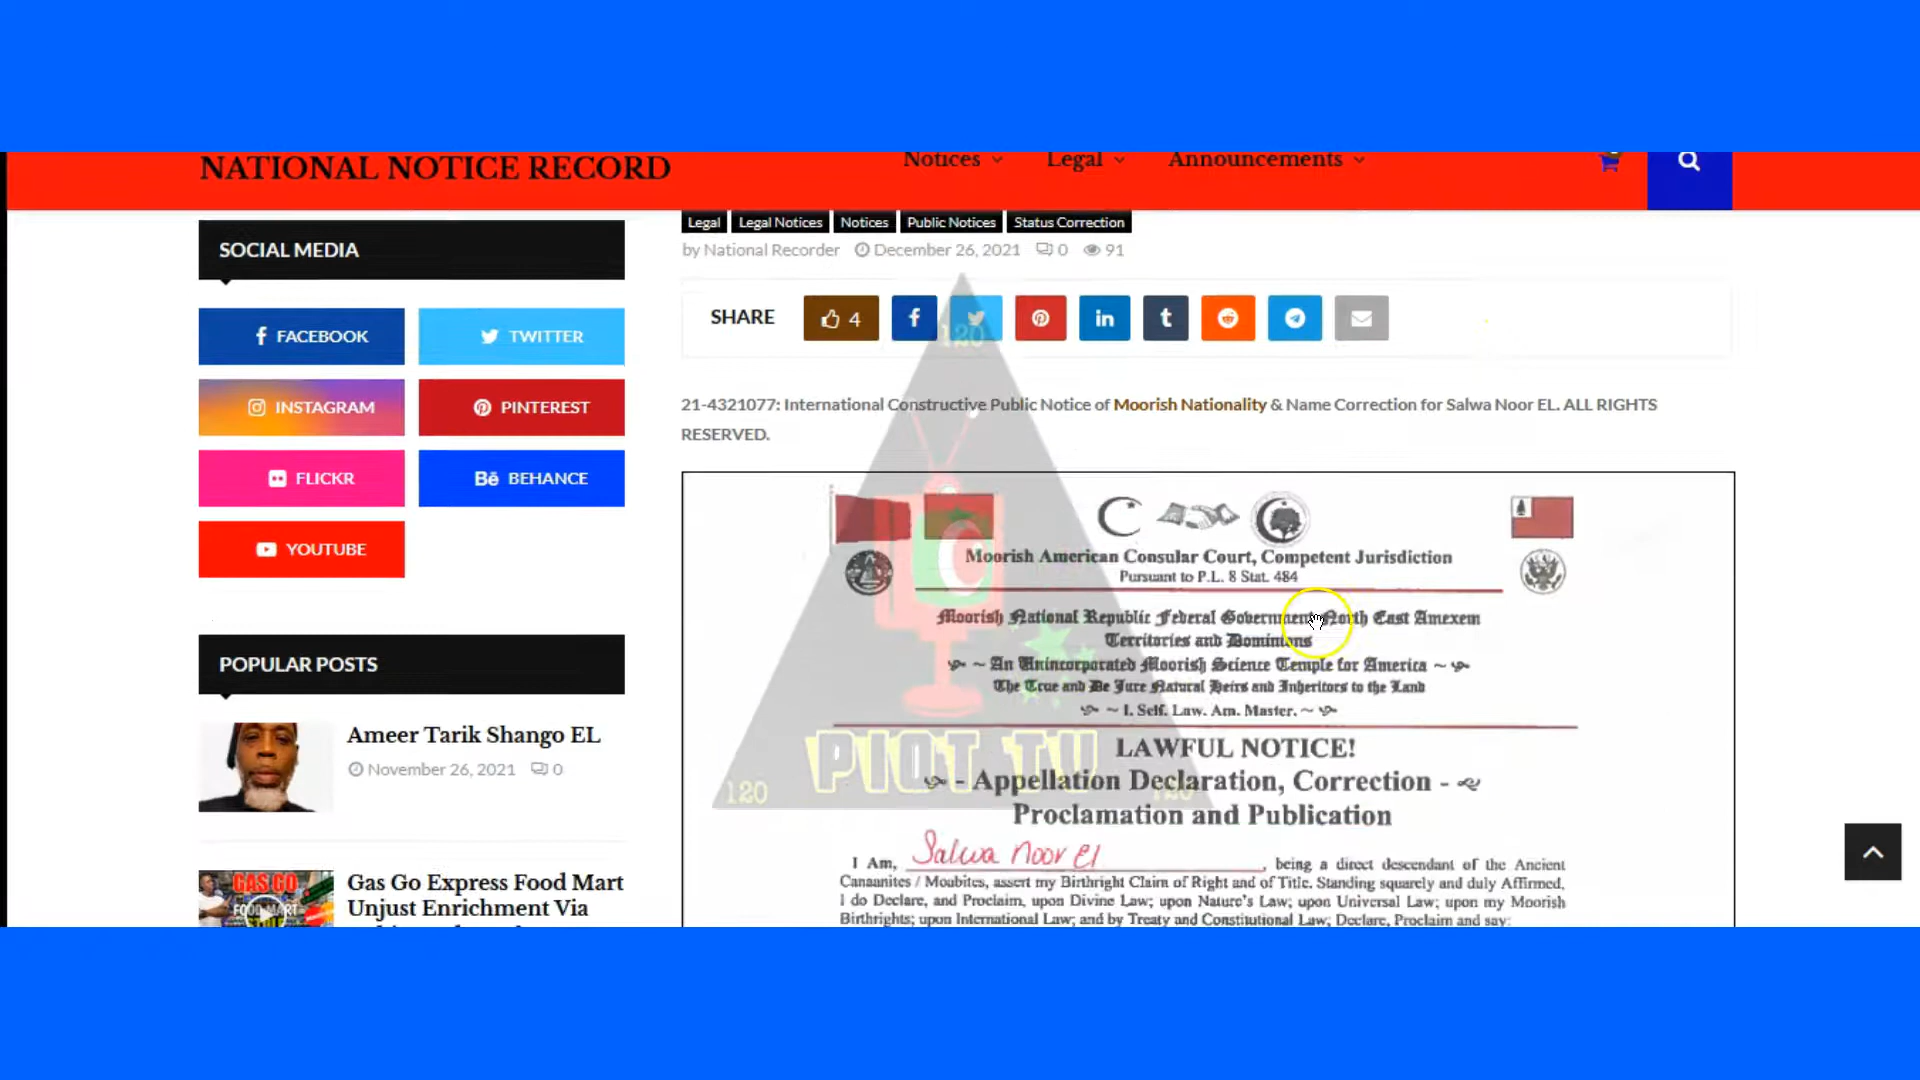 NATIONAL NOTICE RECORD
Notices
Legal
Announcements
SOCIAL MEDIA
FACEBOOK
TWITTER
INSTAGRAM
PINTEREST
FLICKR
BEHANCE
YOUTUBE
POPULAR POSTS
Ameer Tarik Shango EL
November 26, 2021 0
Gas Go Express Food Mart
Unjust Enrichment Via
GAS GO
FOOD MART
Legal Legal Notices Notices Public Notices Status Correction
by National Recorder December 26, 2021 0 91
SHARE 4
21-4321077: International Constructive Public Notice of Moorish Nationality & Name Correction for Salwa Noor EL. ALL RIGHTS
RESERVED.
Moorish American Consular Court, Competent Jurisdiction
Pursuant to P.L. 8 Stat. 484
Moorish National Republic Federal Government North East Amexem
Territories and Dominions
~ An Unincorporated Moorish Science Temple for America ~
The True and De Jure Natural Heirs and Inheritors to the Land
~ I. Self. Law. Am. Master. ~
LAWFUL NOTICE!
- Appellation Declaration, Correction -
Proclamation and Publication
I Am, Salwa Noor El, being a direct descendant of the Ancient
Canaanites / Moabites, assert my Birthright Claim of Right and of Title. Standing squarely and duly Affirmed,
I do Declare, and Proclaim, upon Divine Law; upon Nature's Law; upon Universal Law; upon my Moorish
Birthrights; upon International Law; and by Treaty and Constitutional Law; Declare, Proclaim and say:
120
PIOT TV
120
120